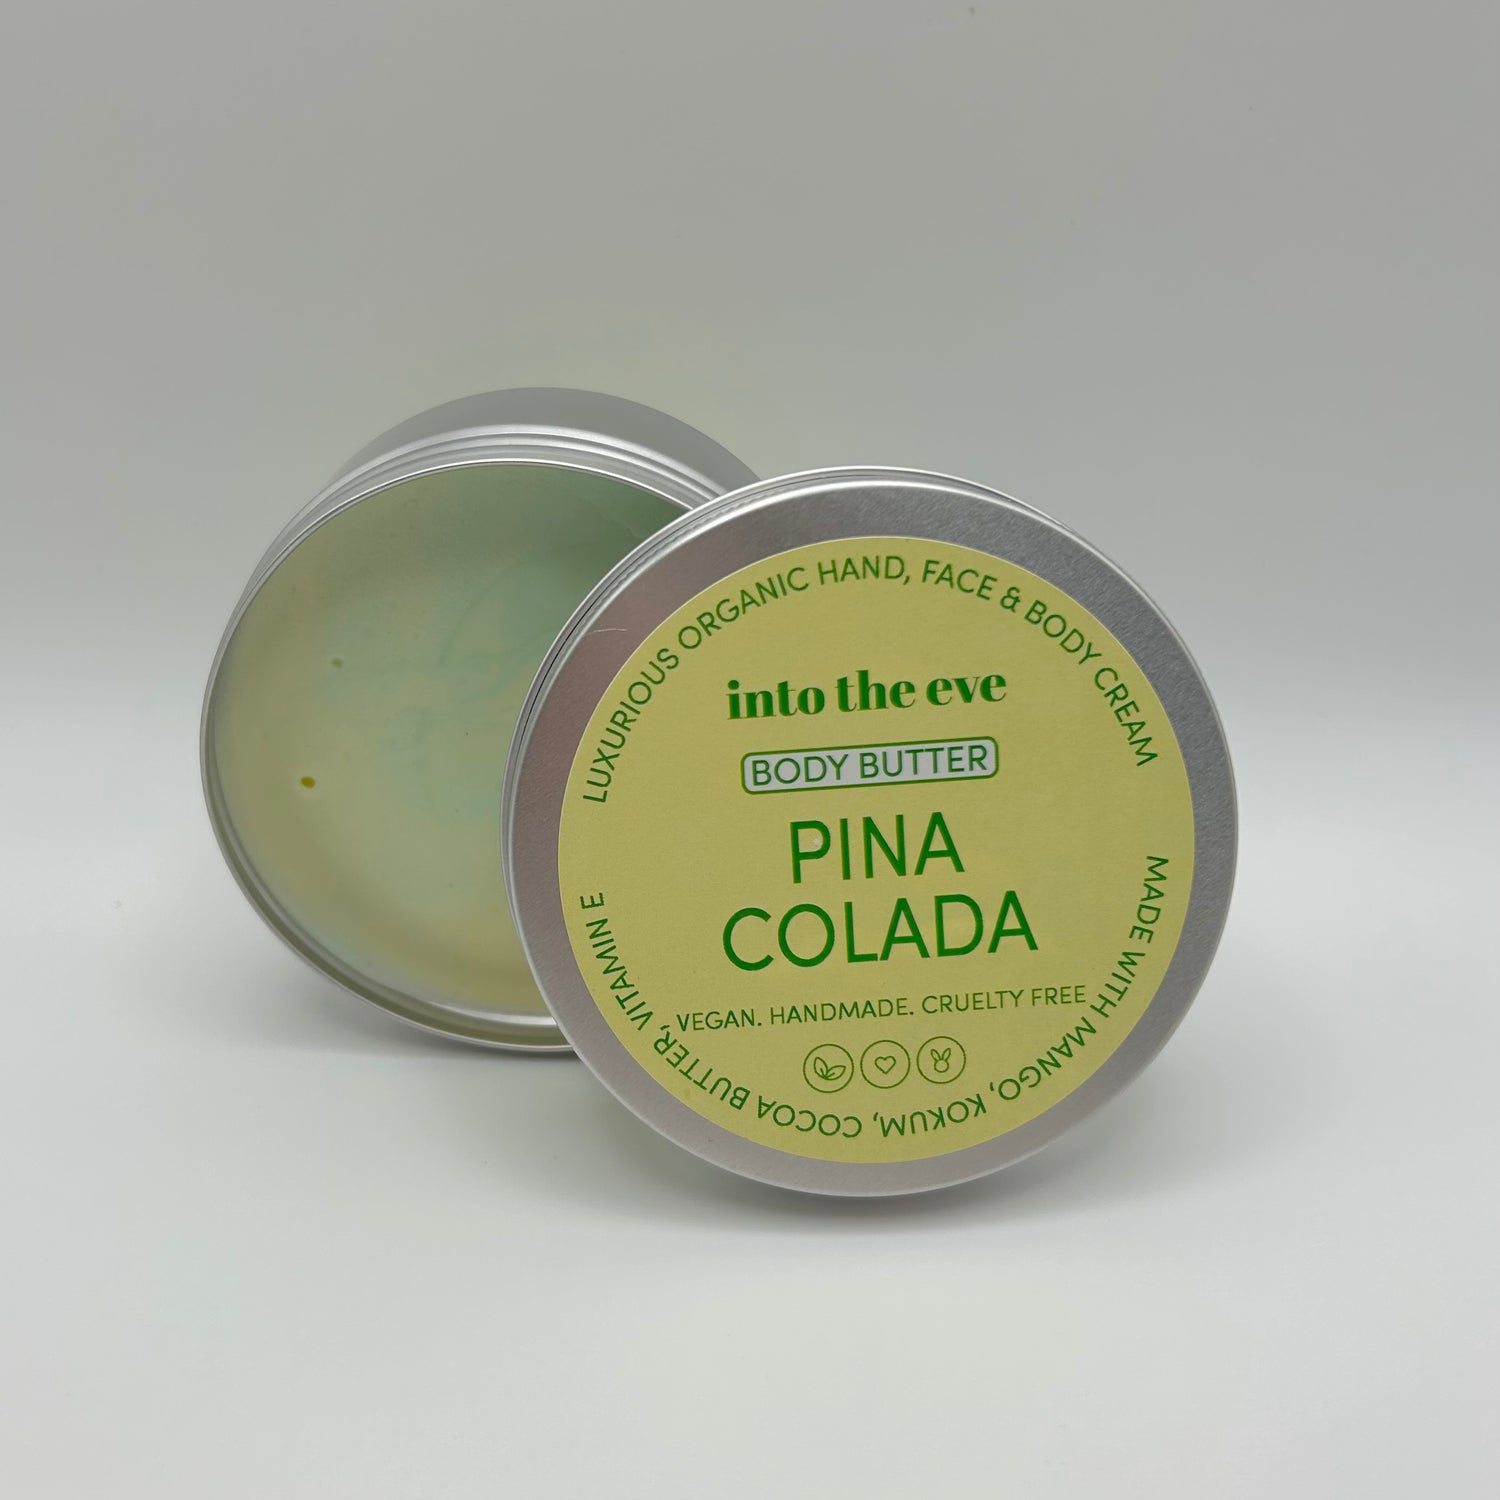 LUXURIOUS ORGANIC HAND, FACE & BODY CREAM
into the eve
BODY BUTTER
PINA
COLADA
VEGAN. HANDMADE. CRUELTY FREE
MADE WITH MANGO, KOKUM, COCOA BUTTER, VITAMIN E